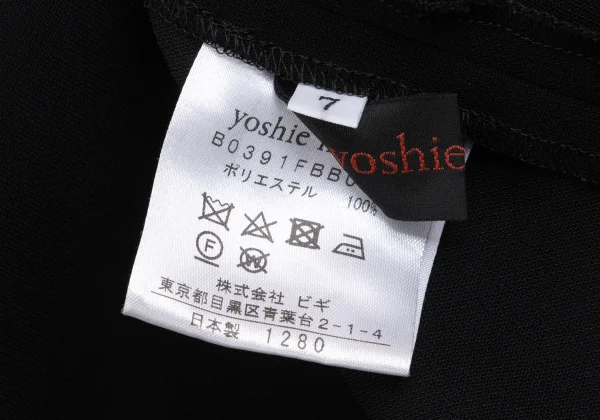 7
yoshie
yoshie
B0391FBB
ポリエステル 100%
F
W
株式会社 ビギ
東京都目黒区青葉台2-1-4
日本製 1280